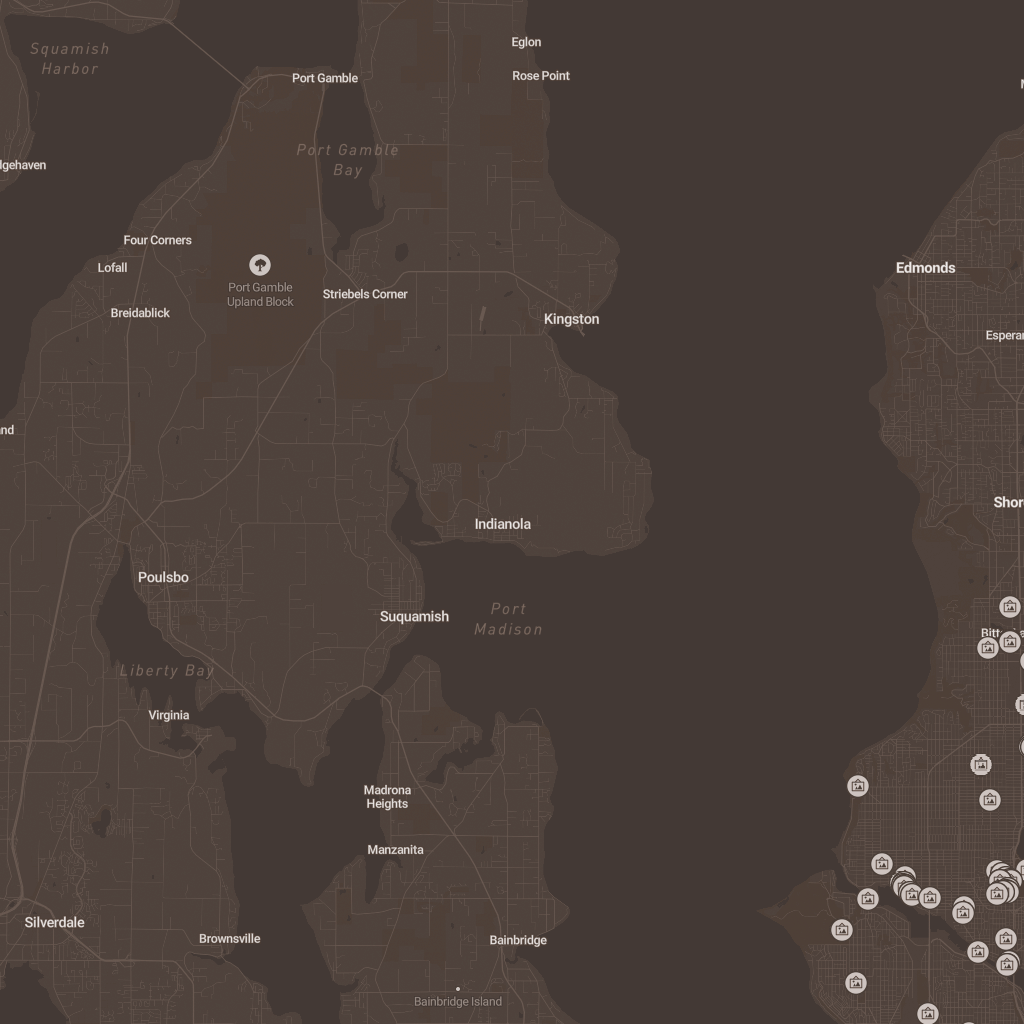 Squamish
Harbor
Eglon
Rose Point
Port Gamble
Port Gamble
Bay
Four Corners
Lofall
Port Gamble
Upland Block
Striebels Corner
Breidablick
Kingston
Edmonds
Indianola
Poulsbo
Suquamish
Port
Madison
Liberty Bay
Virginia
Madrona
Heights
Manzanita
Silverdale
Brownsville
Bainbridge
Bainbridge Island